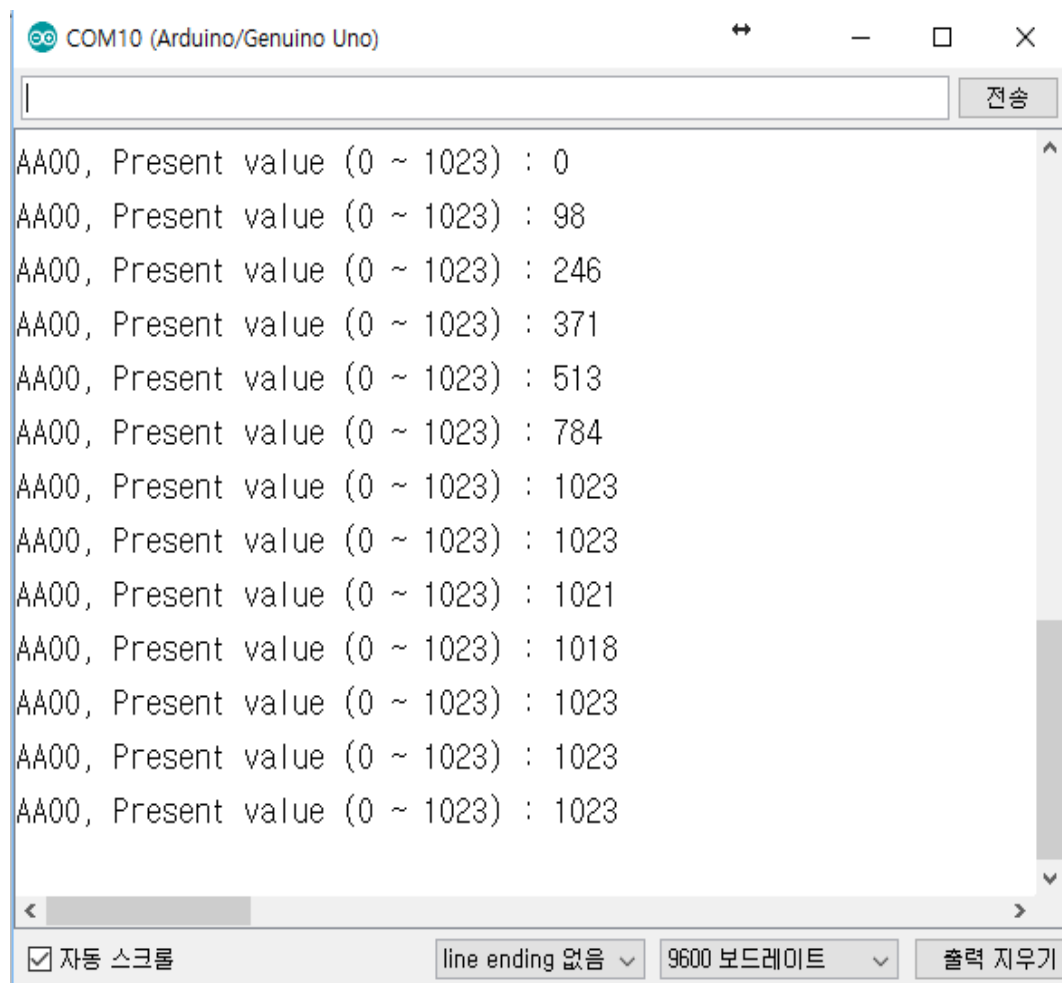 COM10 (Arduino/Genuino Uno)
전송
AA00, Present value (0 ~ 1023) : 0
AA00, Present value (0 ~ 1023) : 98
AA00, Present value (0 ~ 1023) : 246
AA00, Present value (0 ~ 1023) : 371
AA00, Present value (0 ~ 1023) : 513
AA00, Present value (0 ~ 1023) : 784
AA00, Present value (0 ~ 1023) : 1023
AA00, Present value (0 ~ 1023) : 1023
AA00, Present value (0 ~ 1023) : 1021
AA00, Present value (0 ~ 1023) : 1018
AA00, Present value (0 ~ 1023) : 1023
AA00, Present value (0 ~ 1023) : 1023
AA00, Present value (0 ~ 1023) : 1023
자동 스크롤 line ending 없음 9600 보드레이트 출력 지우기